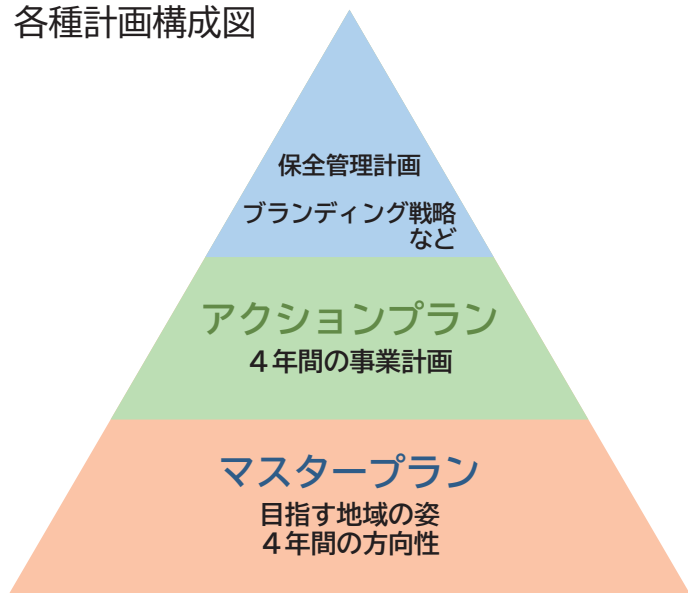 各種計画構成図
保全管理計画
ブランディング戦略
など
アクションプラン
４年間の事業計画
マスタープラン
目指す地域の姿
４年間の方向性